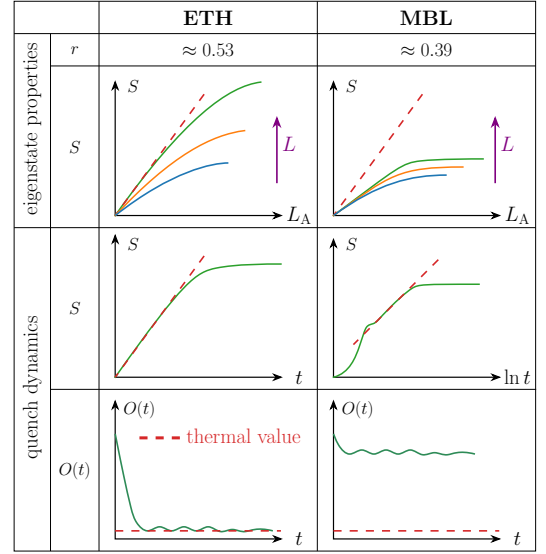 ETH MBL
eigenstate properties
r ≈ 0.53 ≈ 0.39
S
S L L_A
S L L_A
quench dynamics
S
S t
S ln t
O(t)
O(t) thermal value t
O(t) t